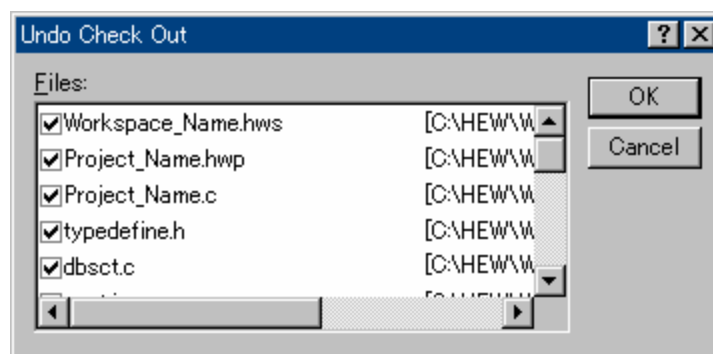 Undo Check Out
Files:
Workspace_Name.hws [C:\HEW\W
Project_Name.hwp [C:\HEW\W
Project_Name.c [C:\HEW\W
typedefine.h [C:\HEW\W
dbsct.c [C:\HEW\W
OK
Cancel